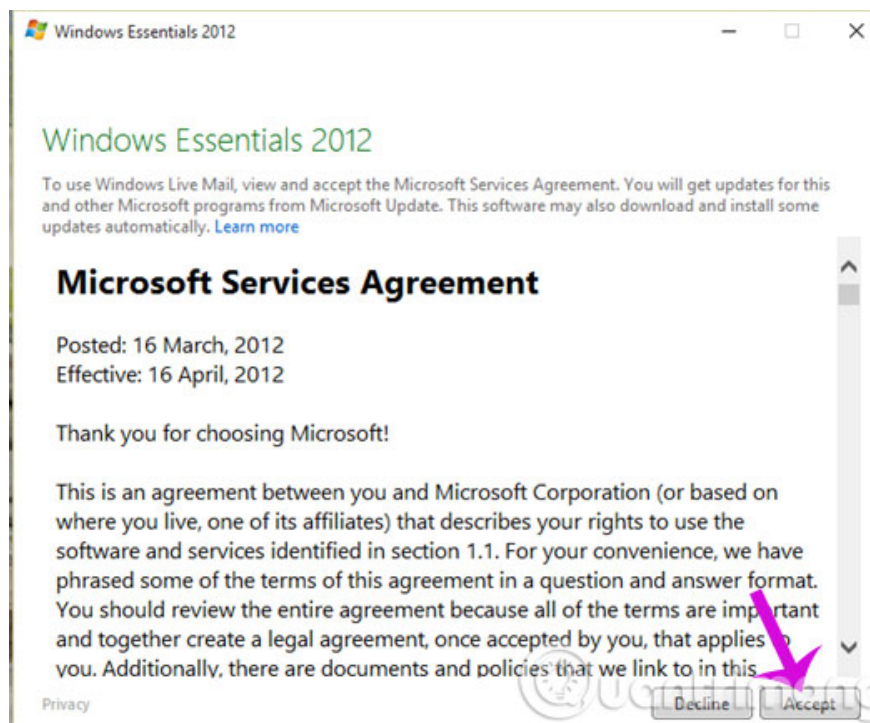 Windows Essentials 2012
Windows Essentials 2012
To use Windows Live Mail, view and accept the Microsoft Services Agreement. You will get updates for this
and other Microsoft programs from Microsoft Update. This software may also download and install some
updates automatically. Learn more
Microsoft Services Agreement
Posted: 16 March, 2012
Effective: 16 April, 2012
Thank you for choosing Microsoft!
This is an agreement between you and Microsoft Corporation (or based on
where you live, one of its affiliates) that describes your rights to use the
software and services identified in section 1.1. For your convenience, we have
phrased some of the terms of this agreement in a question and answer format.
You should review the entire agreement because all of the terms are important
and together create a legal agreement, once accepted by you, that applies to
you. Additionally, there are documents and policies that we link to in this
Privacy
Decline
Accept